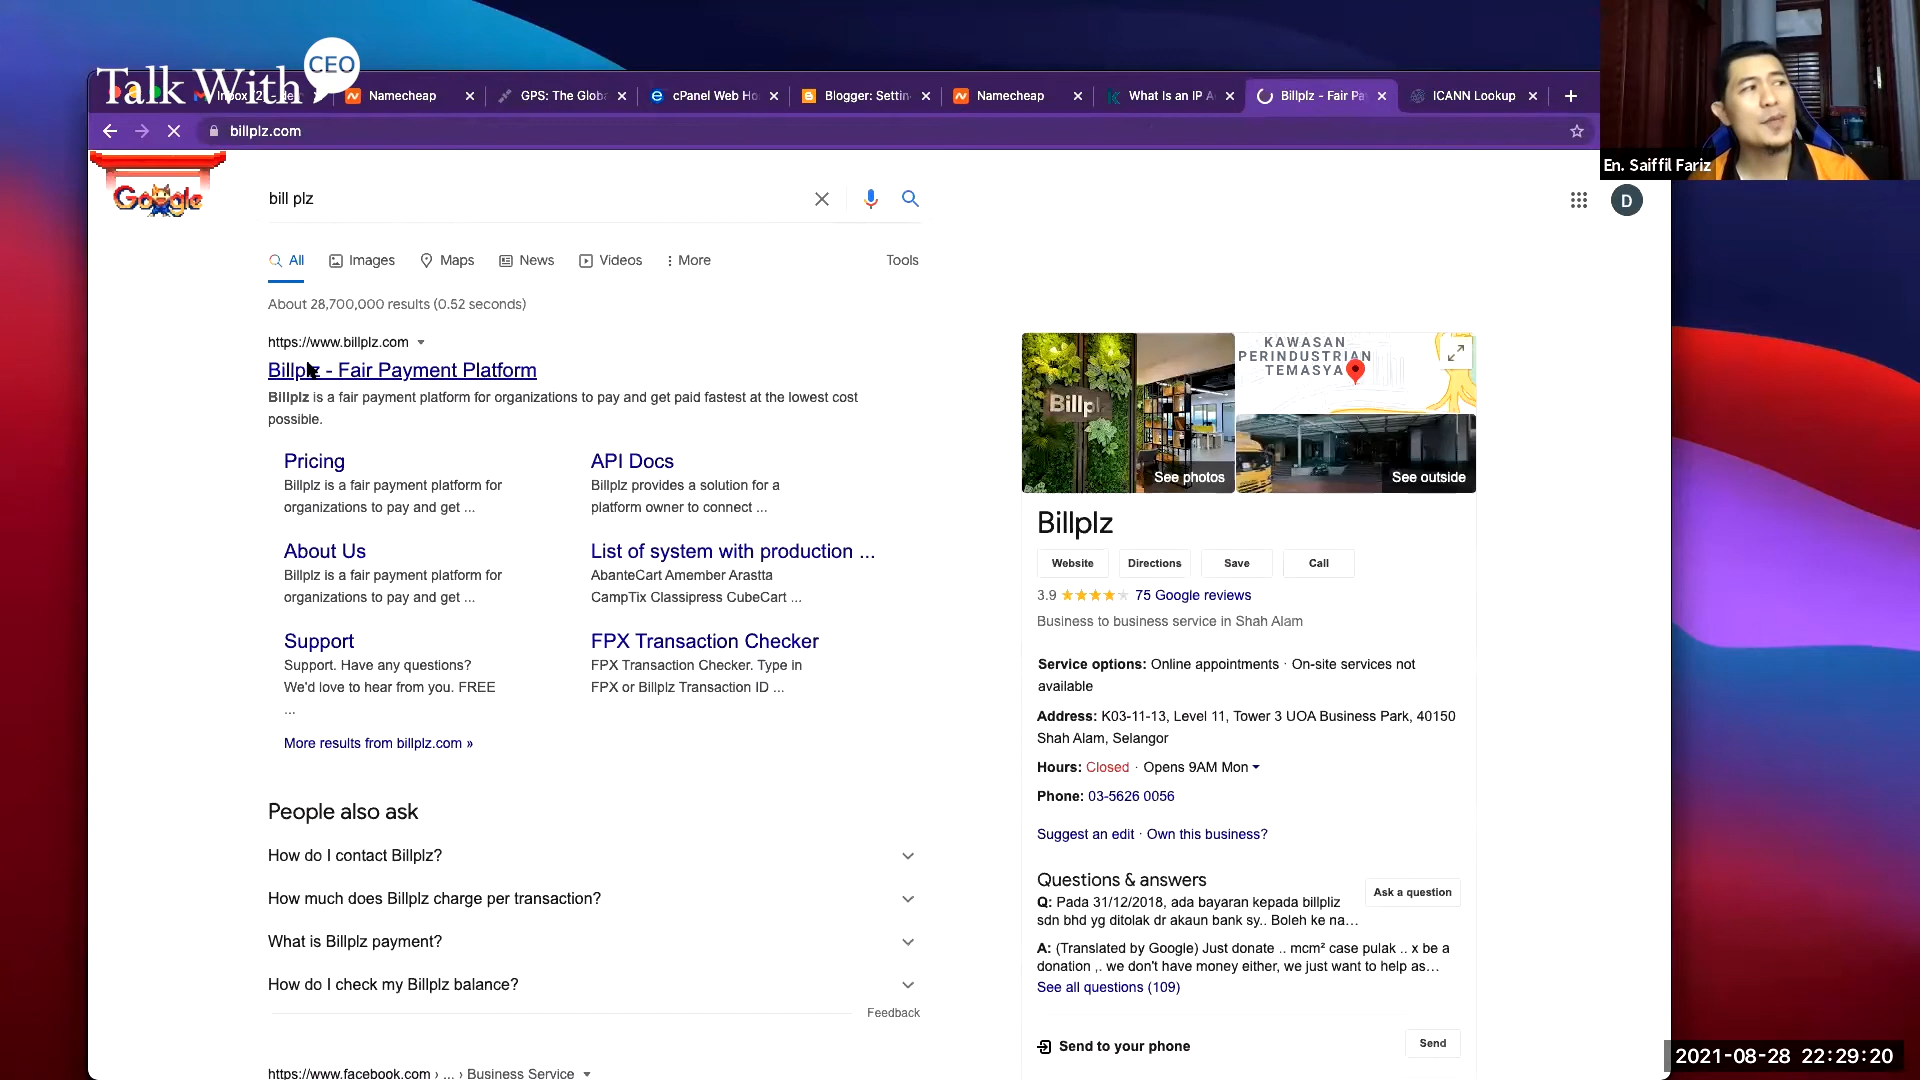 Talk With CEO
Namecheap
GPS: The Globa
cPanel Web Ho
Blogger: Settin
Namecheap
What Is an IP A
Billplz - Fair Pa
ICANN Lookup
billplz.com
En. Saiffil Fariz
Google
bill plz
D
All
Images
Maps
News
Videos
More
Tools
About 28,700,000 results (0.52 seconds)
https://www.billplz.com
Billplz - Fair Payment Platform
Billplz is a fair payment platform for organizations to pay and get paid fastest at the lowest cost
possible.
Pricing
Billplz is a fair payment platform for
organizations to pay and get ...
API Docs
Billplz provides a solution for a
platform owner to connect ...
About Us
Billplz is a fair payment platform for
organizations to pay and get ...
List of system with production ...
AbanteCart Amember Arastta
CampTix Classipress CubeCart ...
Support
Support. Have any questions?
We'd love to hear from you. FREE
...
FPX Transaction Checker
FPX Transaction Checker. Type in
FPX or Billplz Transaction ID ...
More results from billplz.com »
People also ask
How do I contact Billplz?
How much does Billplz charge per transaction?
What is Billplz payment?
How do I check my Billplz balance?
Feedback
https://www.facebook.com › ... › Business Service
Billpl
See photos
KAWASAN
PERINDUSTRIAN
TEMASYA
See outside
Billplz
Website
Directions
Save
Call
3.9
75 Google reviews
Business to business service in Shah Alam
Service options: Online appointments · On-site services not
available
Address: K03-11-13, Level 11, Tower 3 UOA Business Park, 40150
Shah Alam, Selangor
Hours: Closed · Opens 9AM Mon
Phone: 03-5626 0056
Suggest an edit · Own this business?
Questions & answers
Ask a question
Q: Pada 31/12/2018, ada bayaran kepada billpliz
sdn bhd yg ditolak dr akaun bank sy.. Boleh ke na...
A: (Translated by Google) Just donate .. mcm² case pulak .. x be a
donation ,. we don't have money either, we just want to help as...
See all questions (109)
Send to your phone
Send
2021-08-28 22:29:20